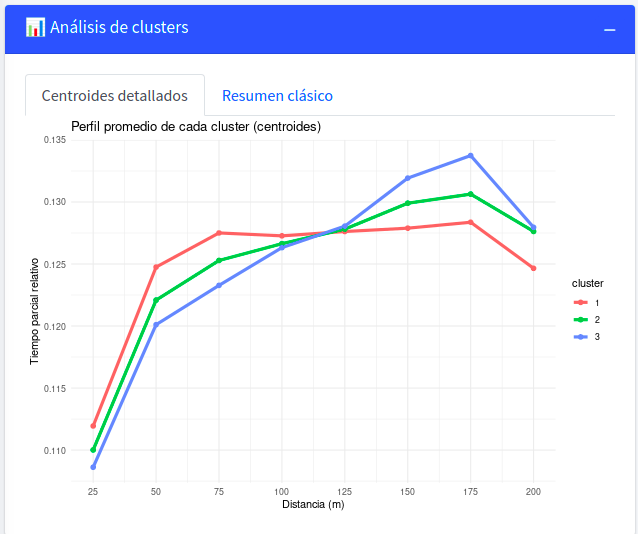 📊 Análisis de clusters –
Centroides detallados Resumen clásico
Perfil promedio de cada cluster (centroides)
0.135
0.130
0.125
0.120
0.115
0.110
Tiempo parcial relativo
25 50 75 100 125 150 175 200
Distancia (m)
cluster
1
2
3